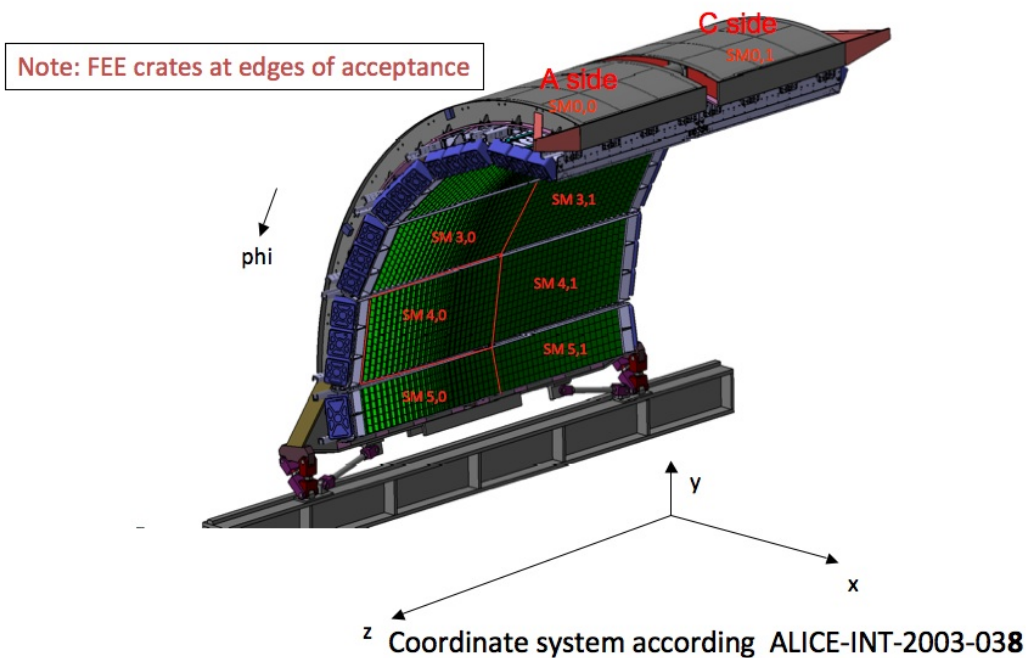 C side
SM0,1
Note: FEE crates at edges of acceptance
A side
SM0,0
SM 3,1
phi
SM 3,0
SM 4,1
SM 4,0
SM 5,1
SM 5,0
y
x
z
Coordinate system according ALICE-INT-2003-038